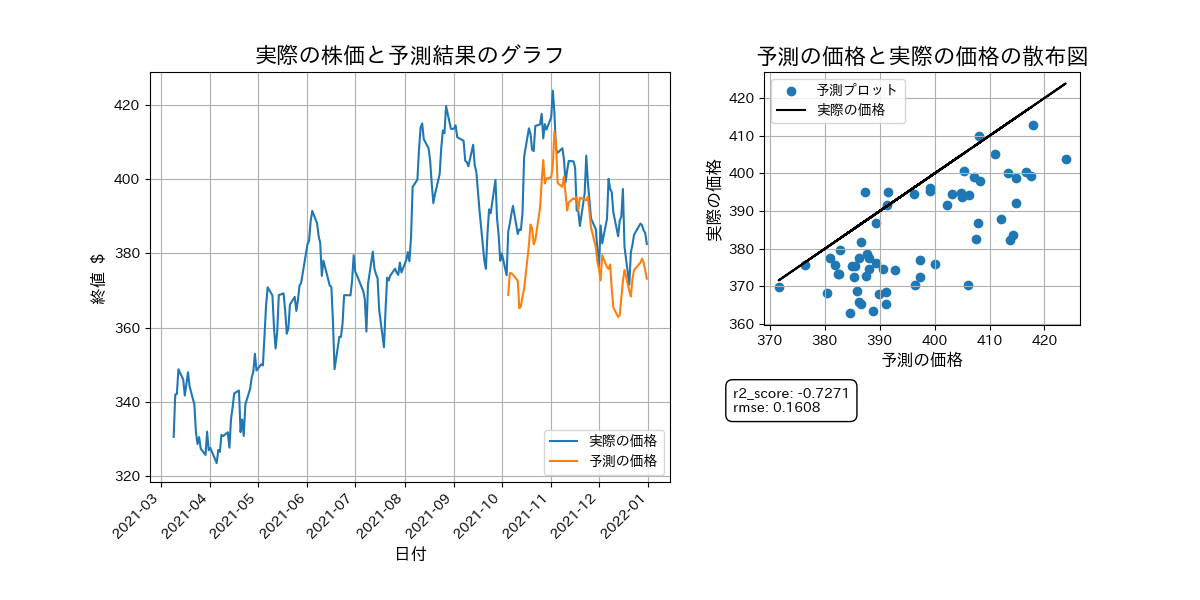 実際の株価と予測結果のグラフ
終値 $
420
400
380
360
340
320
2021-03
2021-04
2021-05
2021-06
2021-07
2021-08
2021-09
2021-10
2021-11
2021-12
2022-01
日付
実際の価格
予測の価格
予測の価格と実際の価格の散布図
予測プロット
実際の価格
実際の価格
420
410
400
390
380
370
360
370
380
390
400
410
420
予測の価格
r2_score: -0.7271
rmse: 0.1608